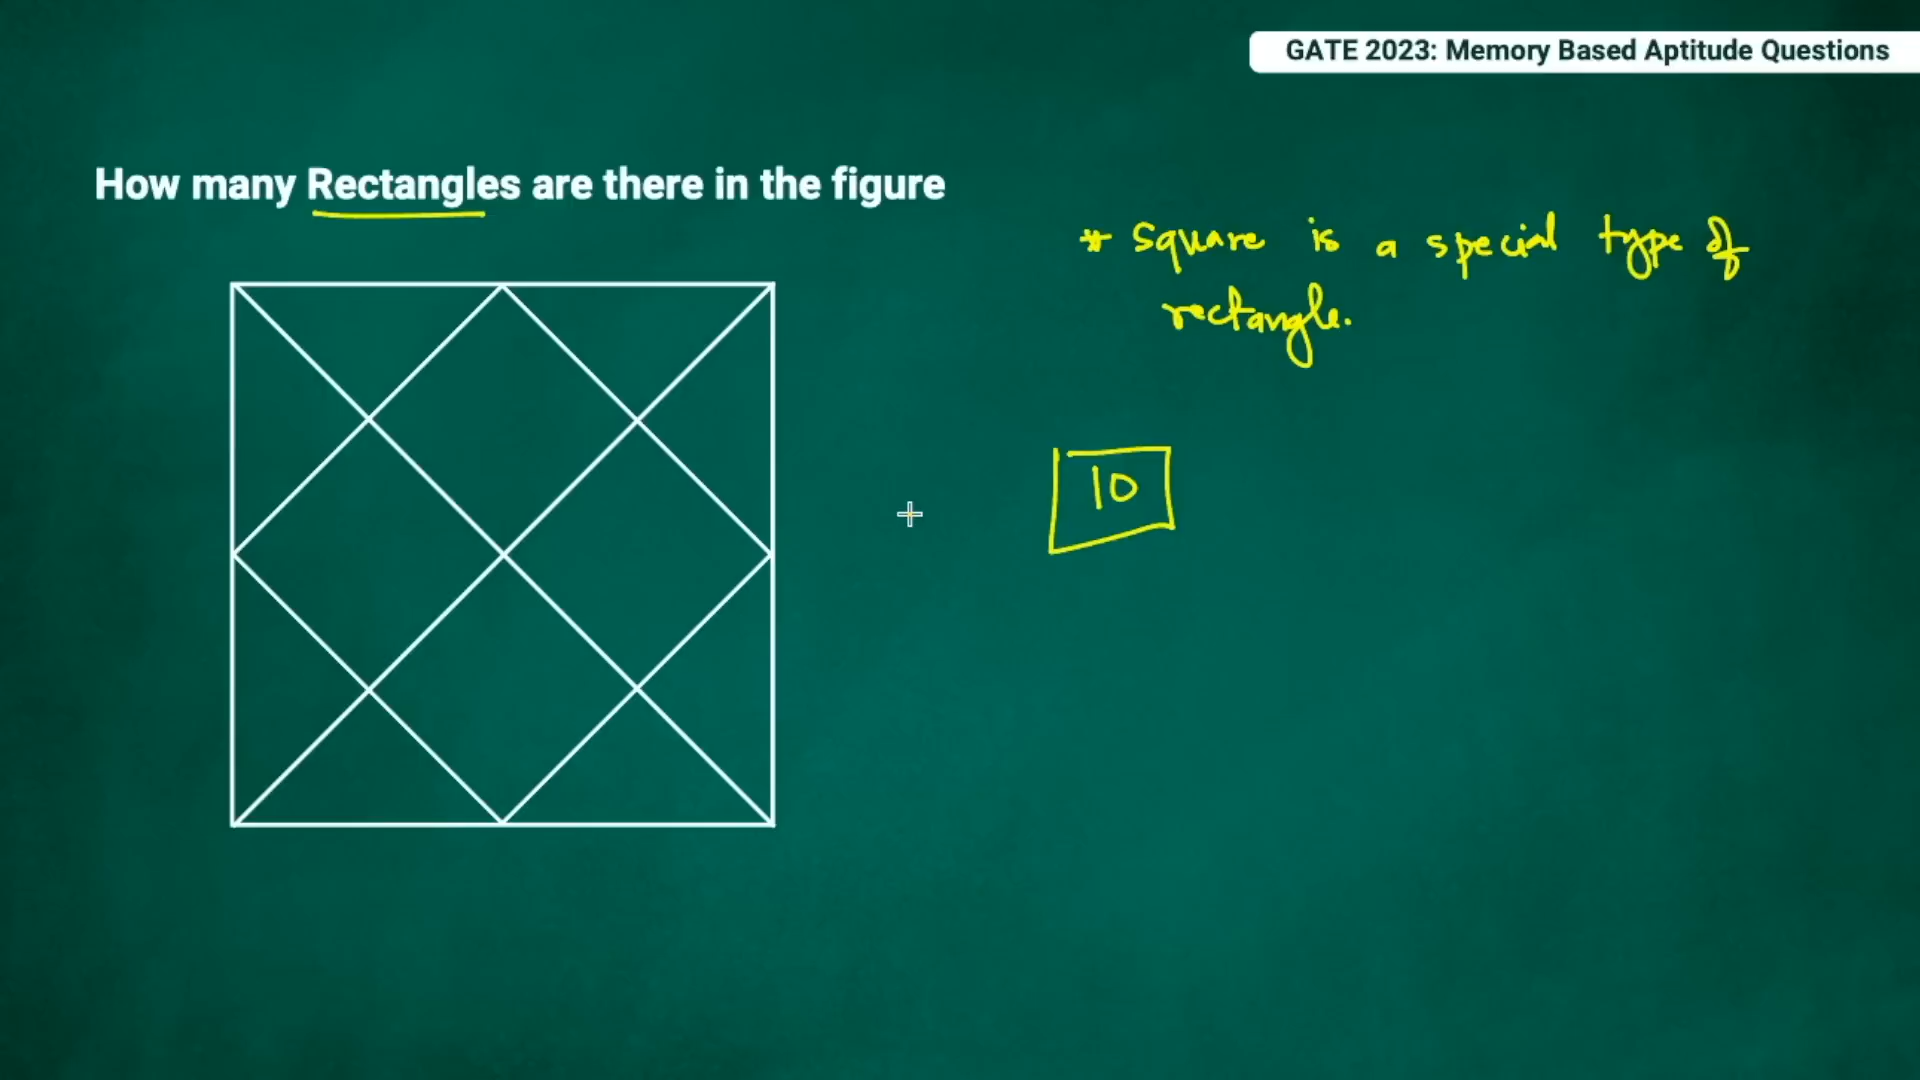 GATE 2023: Memory Based Aptitude Questions
How many Rectangles are there in the figure
* Square is a special type of
rectangle.
10